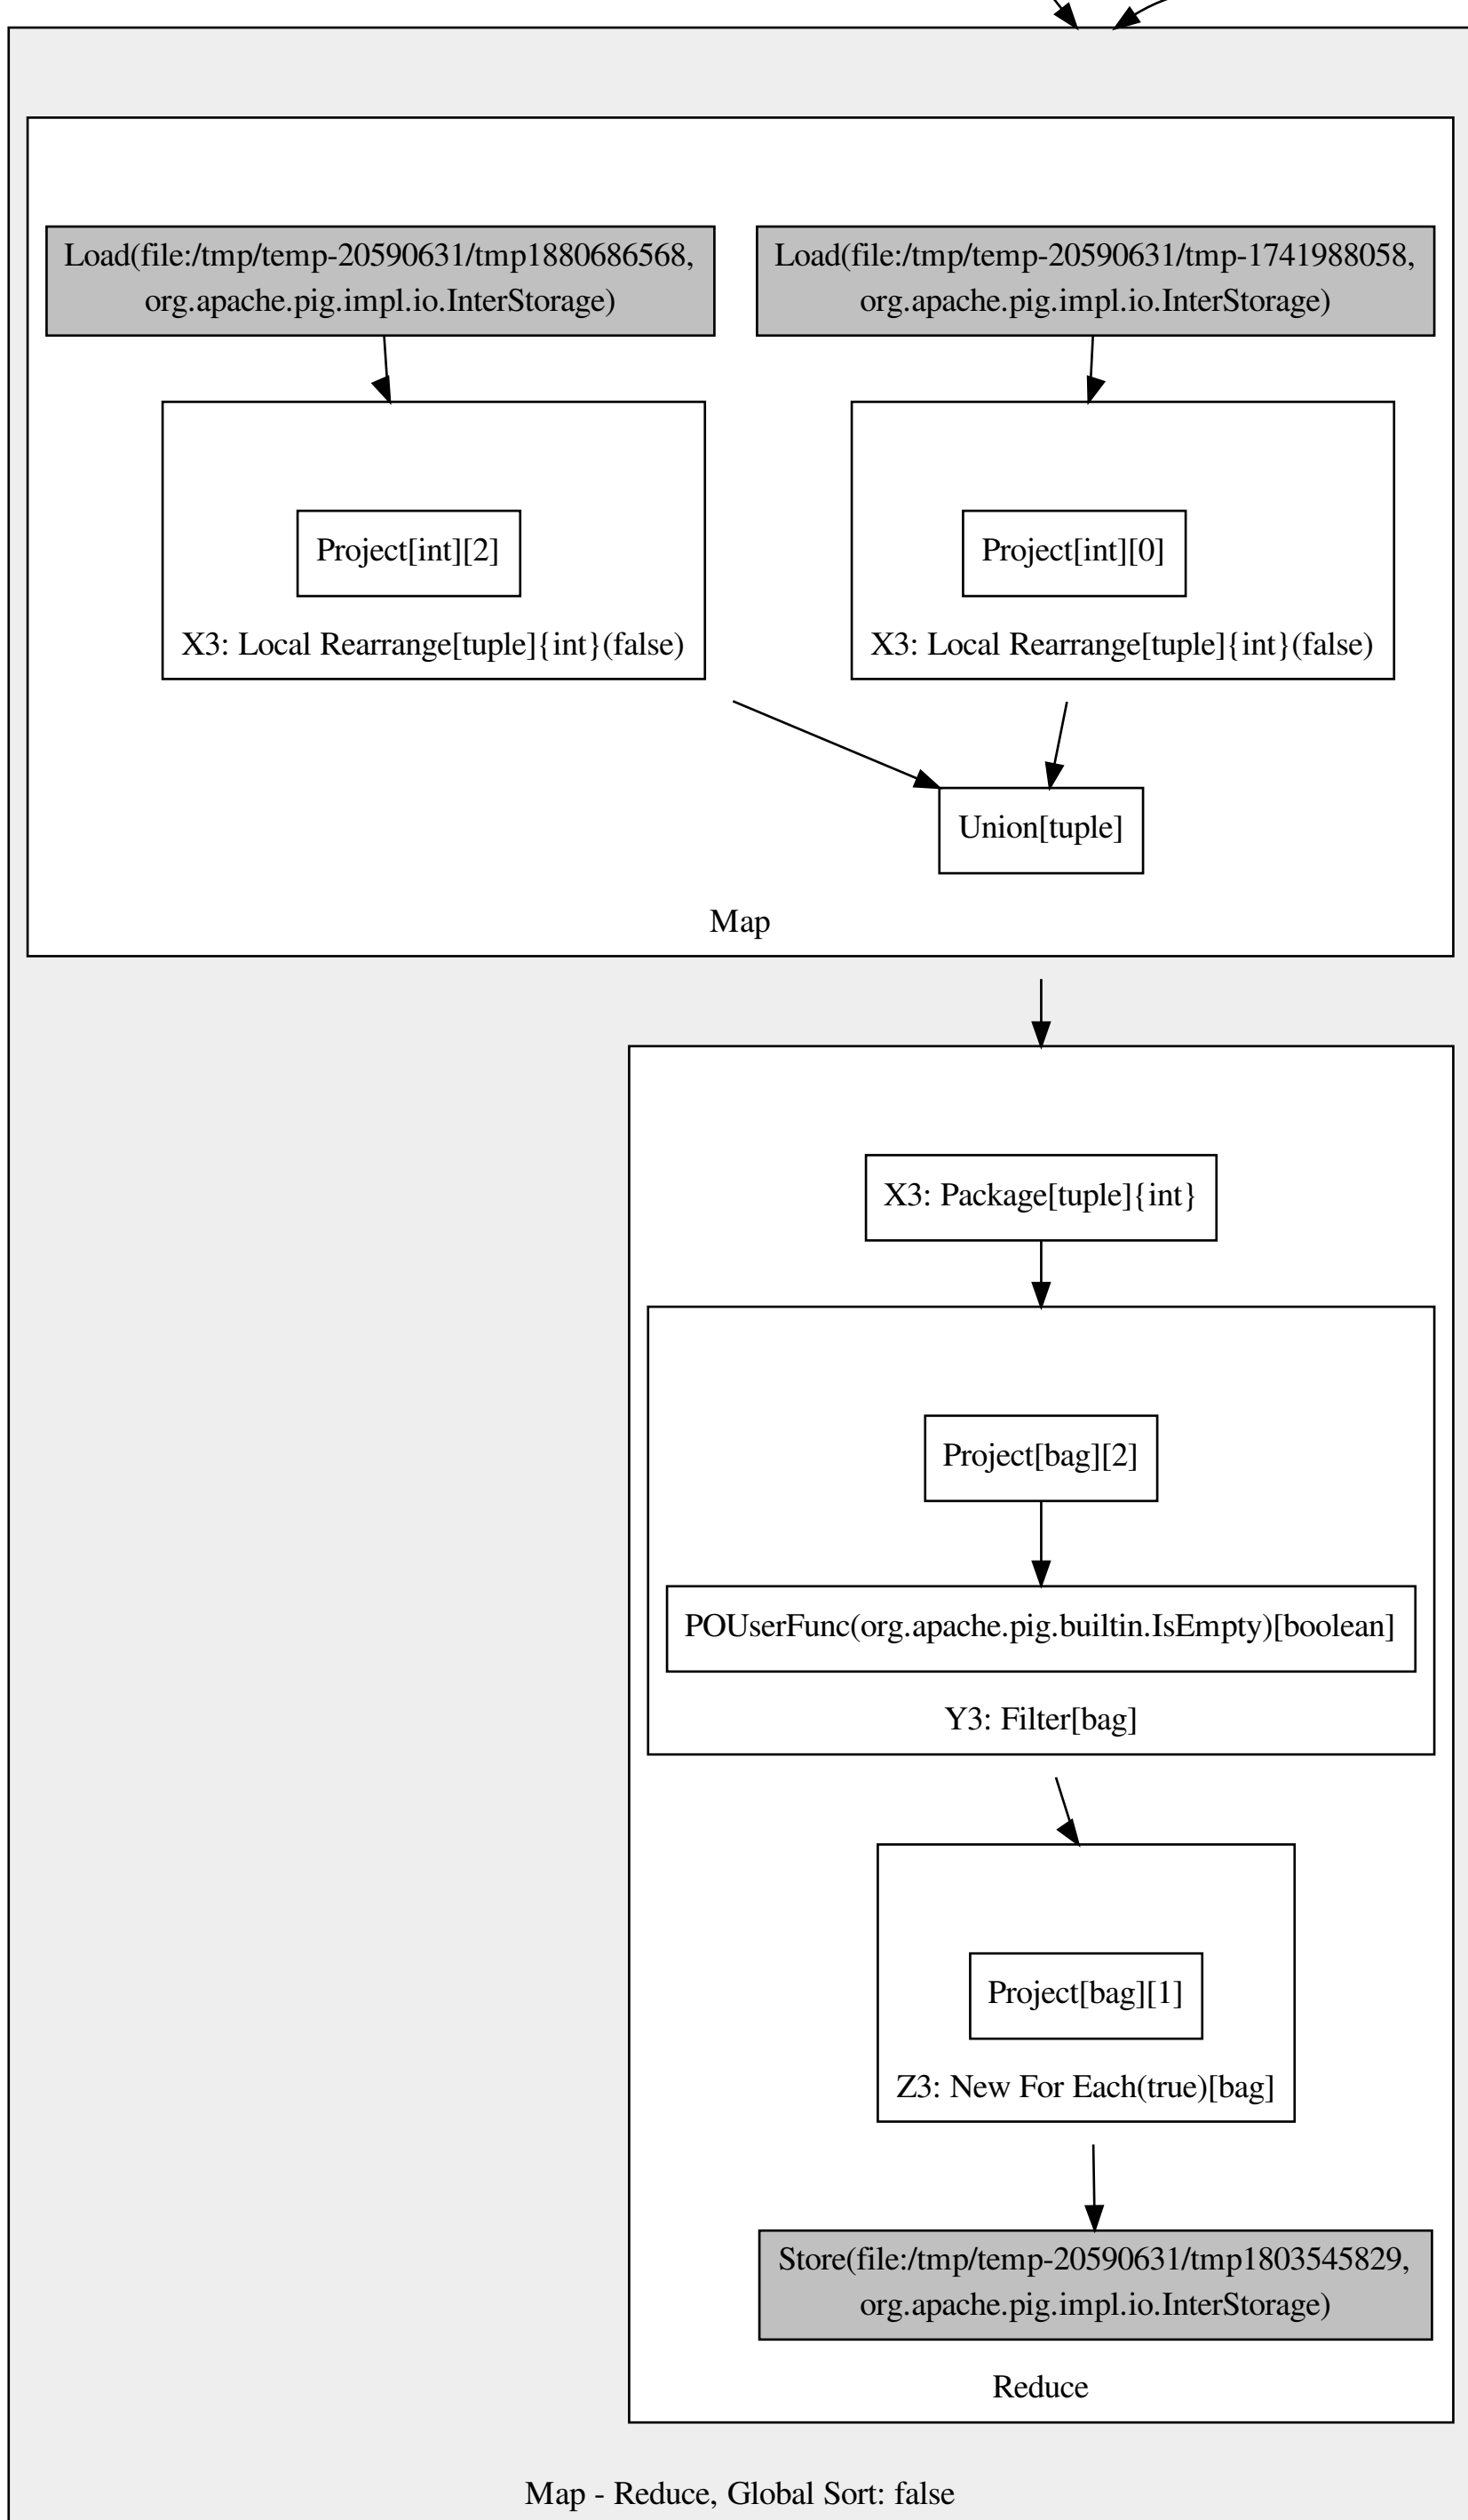 Load(file:/tmp/temp-20590631/tmp1880686568,
org.apache.pig.impl.io.InterStorage)
Load(file:/tmp/temp-20590631/tmp-1741988058,
org.apache.pig.impl.io.InterStorage)
Project[int][2]
X3: Local Rearrange[tuple]{int}(false)
Project[int][0]
X3: Local Rearrange[tuple]{int}(false)
Union[tuple]
Map
X3: Package[tuple]{int}
Project[bag][2]
POUserFunc(org.apache.pig.builtin.IsEmpty)[boolean]
Y3: Filter[bag]
Project[bag][1]
Z3: New For Each(true)[bag]
Store(file:/tmp/temp-20590631/tmp1803545829,
org.apache.pig.impl.io.InterStorage)
Reduce
Map - Reduce, Global Sort: false